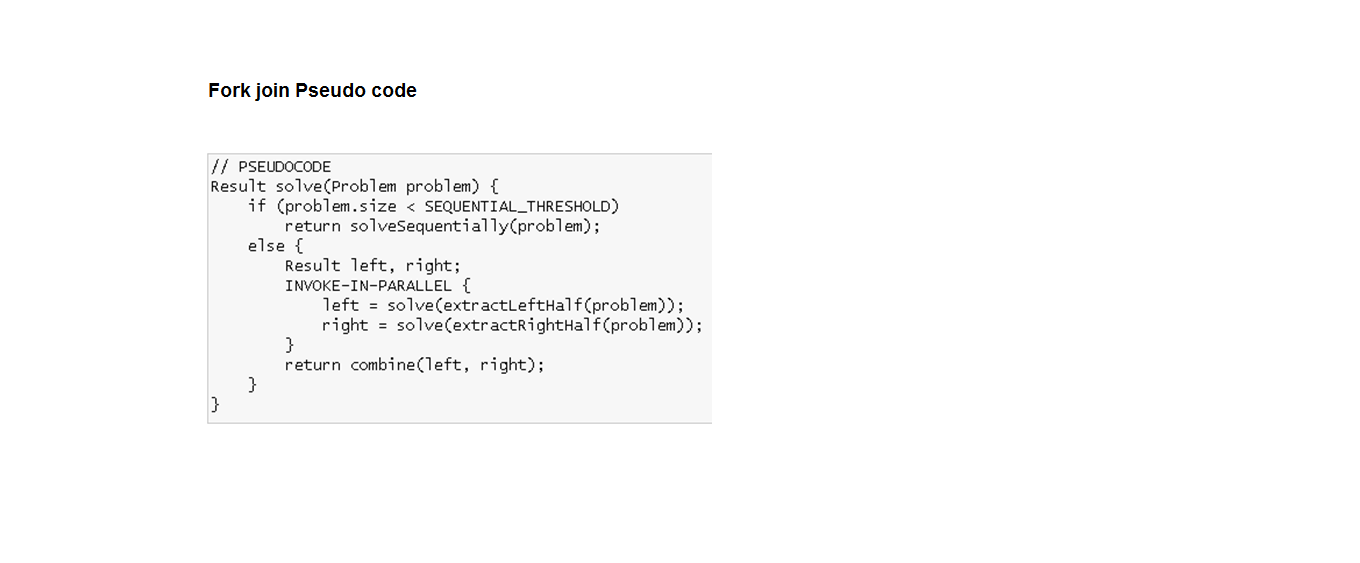 Fork join Pseudo code
// PSEUDOCODE
Result solve(Problem problem) {
    if (problem.size < SEQUENTIAL_THRESHOLD)
        return solveSequentially(problem);
    else {
        Result left, right;
        INVOKE-IN-PARALLEL {
            left = solve(extractLeftHalf(problem));
            right = solve(extractRightHalf(problem));
        }
        return combine(left, right);
    }
}